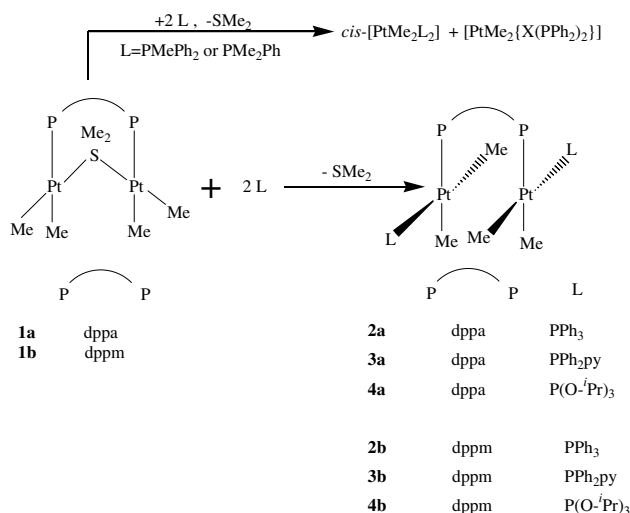 +2 L , -SMe2
cis-[PtMe2L2] + [PtMe2{X(PPh2)2}]
L=PMePh2 or PMe2Ph
P P
Me2
S
Pt Pt
Me Me Me Me
+ 2 L
- SMe2
P P
Me L
Pt Pt
L Me Me Me
P P
P P L
1a dppa
1b dppm
2a dppa PPh3
3a dppa PPh2py
4a dppa P(O-iPr)3
2b dppm PPh3
3b dppm PPh2py
4b dppm P(O-iPr)3